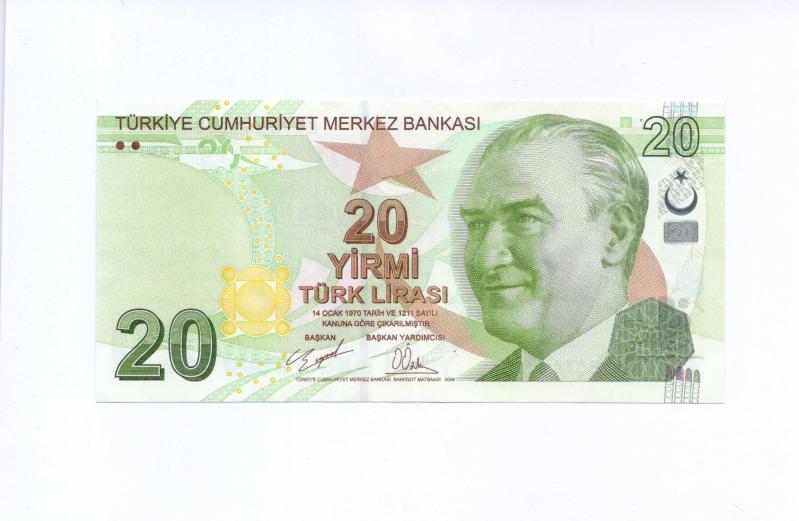 TÜRKİYE CUMHURİYET MERKEZ BANKASI
20
20
YİRMİ
TÜRK LİRASI
14 OCAK 1970 TARİH VE 1211 SAYILI
KANUNA GÖRE ÇIKARILMIŞTIR.
BAŞKAN BAŞKAN YARDIMCISI
20
20
TÜRKİYE CUMHURİYET MERKEZ BANKASI BANKNOT MATBAASI 2009